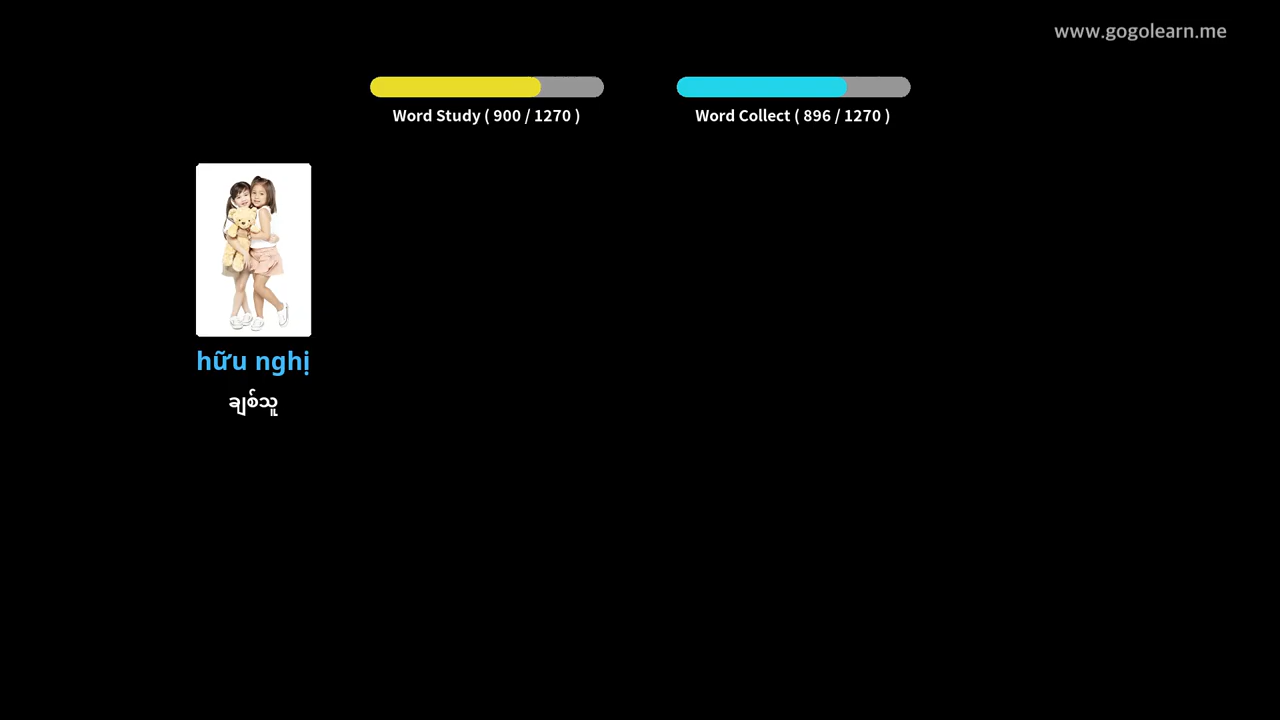 www.gogolearn.me
Word Study ( 900 / 1270 )
Word Collect ( 896 / 1270 )
hữu nghị
ချစ်သူ